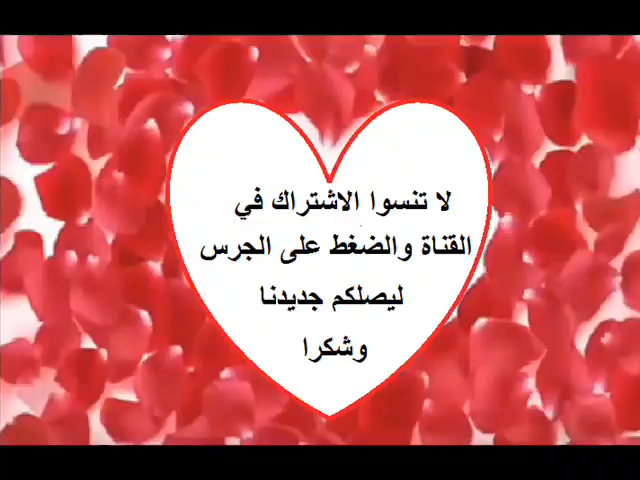 لا تنسوا الاشتراك في
القناة والضغط على الجرس
ليصلكم جديدنا
وشكرا